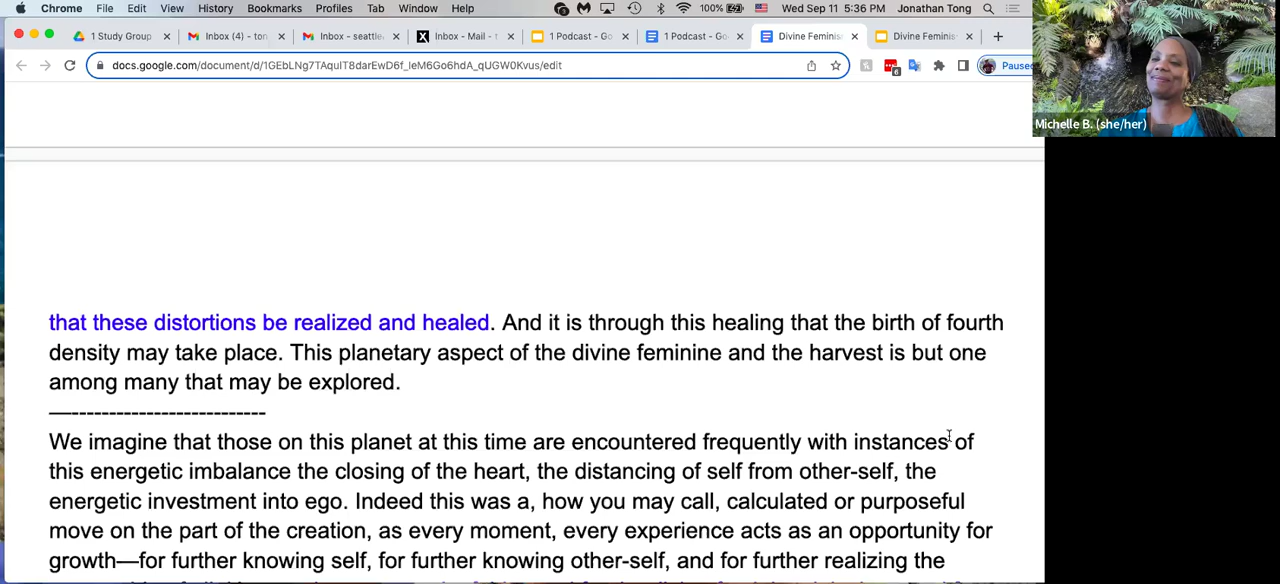 Chrome File Edit View History Bookmarks Profiles Tab Window Help 100% Wed Sep 11 5:36 PM Jonathan Tong
1 Study Group Inbox (4) - ton Inbox - seattle Inbox - Mail - t 1 Podcast - Go 1 Podcast - Go Divine Feminis Divine Feminis
docs.google.com/document/d/1GEbLNg7TAquIT8darEwD6f_IeM6Go6hdA_qUGW0Kvus/edit 6 Paused
Michelle B. (she/her)
that these distortions be realized and healed. And it is through this healing that the birth of fourth
density may take place. This planetary aspect of the divine feminine and the harvest is but one
among many that may be explored.
—--------------------------
We imagine that those on this planet at this time are encountered frequently with instances of
this energetic imbalance the closing of the heart, the distancing of self from other-self, the
energetic investment into ego. Indeed this was a, how you may call, calculated or purposeful
move on the part of the creation, as every moment, every experience acts as an opportunity for
growth—for further knowing self, for further knowing other-self, and for further realizing the